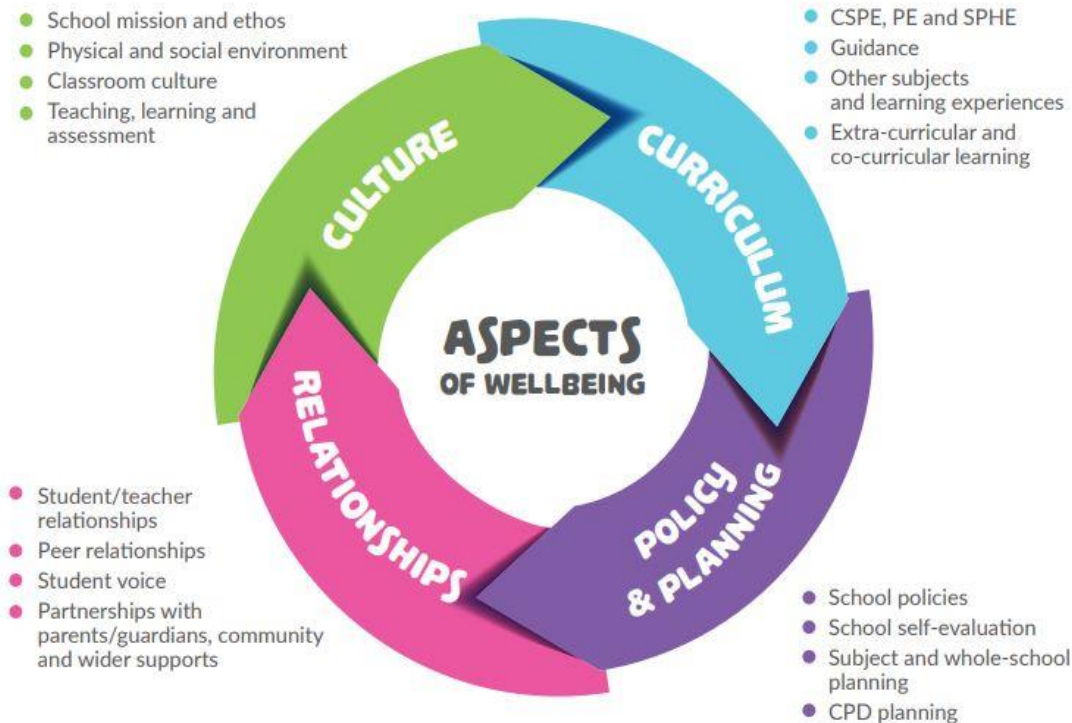 School mission and ethos
Physical and social environment
Classroom culture
Teaching, learning and
assessment
CSPE, PE and SPHE
Guidance
Other subjects
and learning experiences
Extra-curricular and
co-curricular learning
CULTURE
CURRICULUM
ASPECTS
OF WELLBEING
RELATIONSHIPS
POLICY
& PLANNING
Student/teacher
relationships
Peer relationships
Student voice
Partnerships with
parents/guardians, community
and wider supports
School policies
School self-evaluation
Subject and whole-school
planning
CPD planning